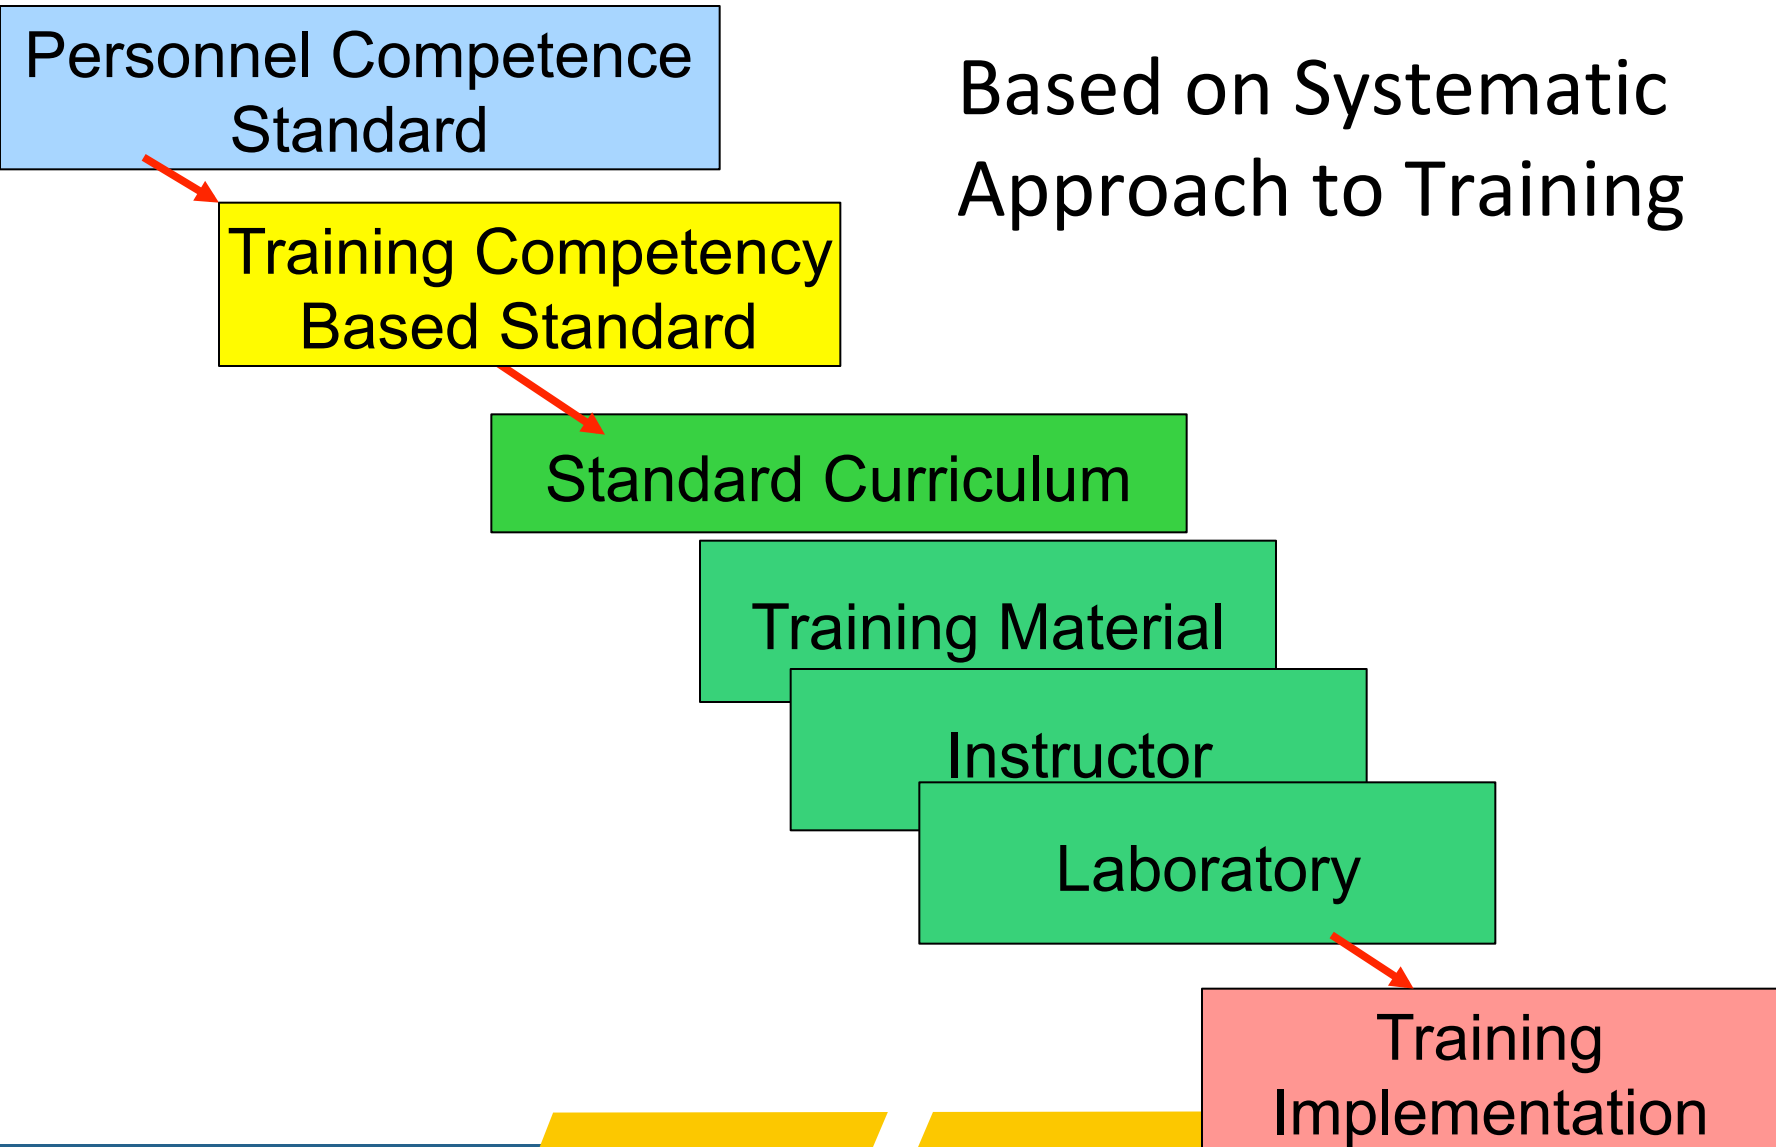 Personnel Competence
Standard
Based on Systematic
Approach to Training
Training Competency
Based Standard
Standard Curriculum
Training Material
Instructor
Laboratory
Training
Implementation